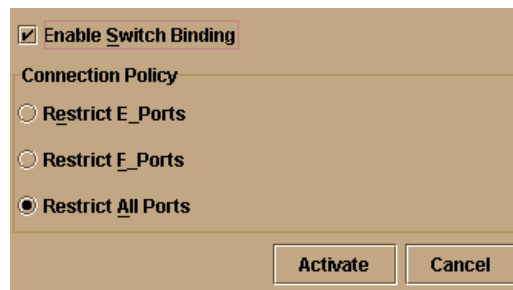 Enable Switch Binding
Connection Policy
Restrict E_Ports
Restrict F_Ports
Restrict All Ports
Activate Cancel